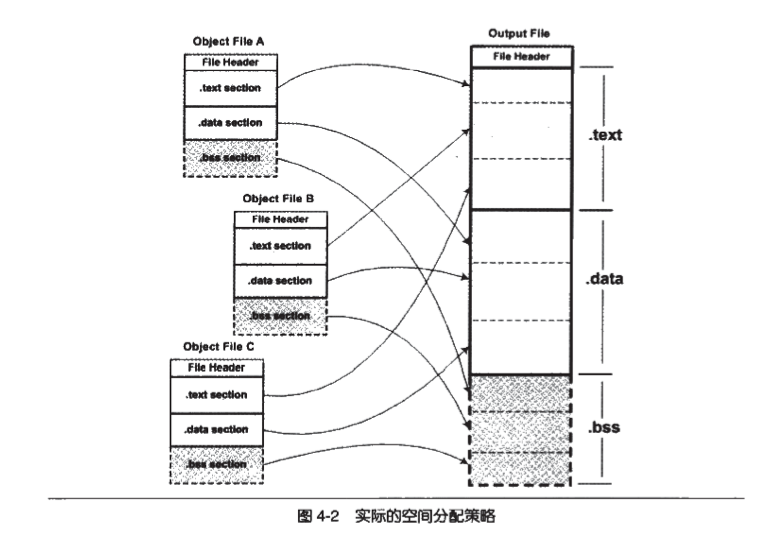 Object File A
File Header
.text section
.data section
.bss section
Object File B
File Header
.text section
.data section
.bss section
Object File C
File Header
.text section
.data section
.bss section
Output File
File Header
.text
.data
.bss
图 4-2 实际的空间分配策略